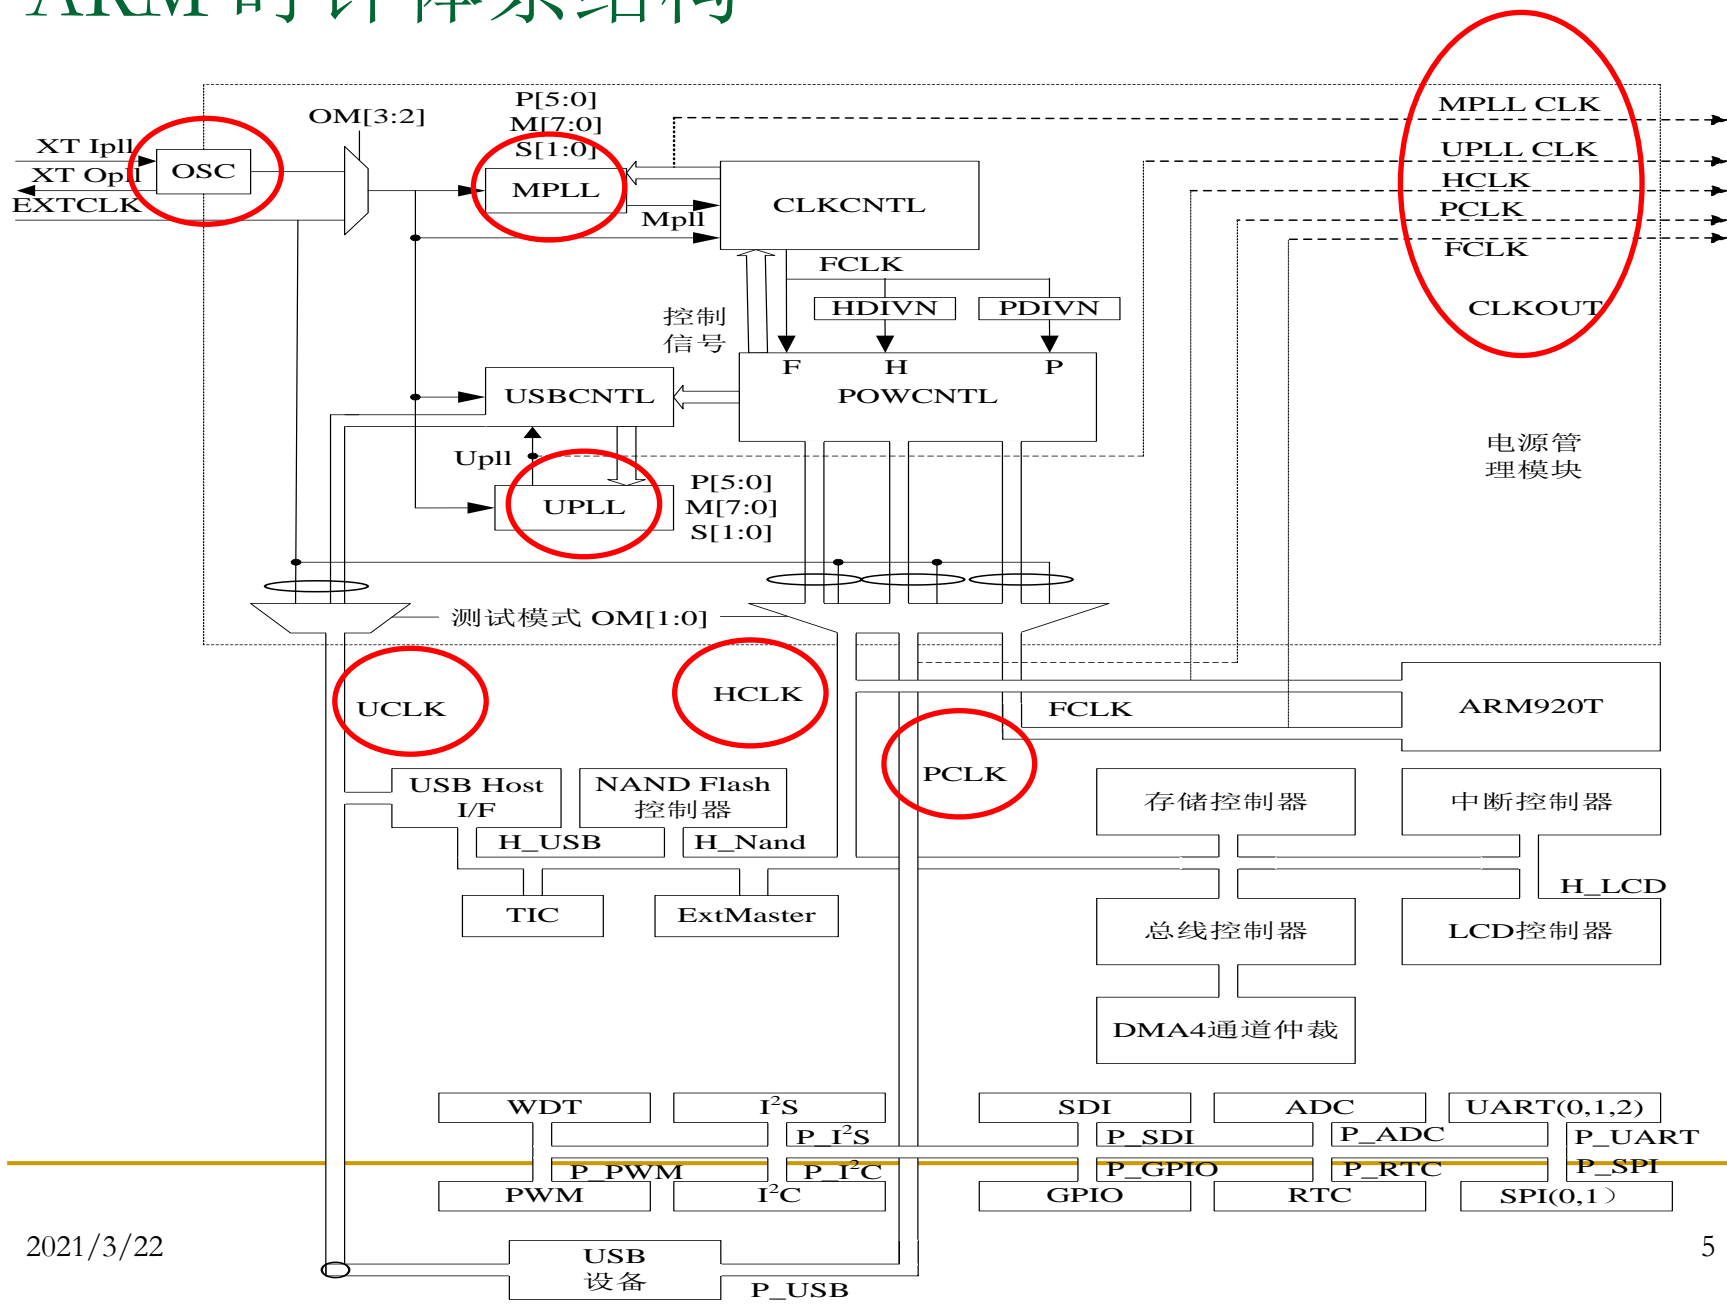 ARM 时钟体系结构
P[5:0]
M[7:0]
S[1:0]
OM[3:2]
MPLL CLK
XT Ipll
OSC
UPLL CLK
XT Opll
MPLL
CLKCNTL
HCLK
EXTCLK
Mpll
PCLK
FCLK
FCLK
HDIVN
PDIVN
CLKOUT
控制
信号
F
H
P
USBCNTL
POWCNTL
电源管
理模块
Upll
P[5:0]
UPLL
M[7:0]
S[1:0]
测试模式 OM[1:0]
UCLK
HCLK
FCLK
ARM920T
PCLK
USB Host
I/F
NAND Flash
控制器
存储控制器
中断控制器
H_USB
H_Nand
H_LCD
TIC
ExtMaster
总线控制器
LCD控制器
DMA4通道仲裁
WDT
I²S
SDI
ADC
UART(0,1,2)
P_I²S
P_SDI
P_ADC
P_UART
P_PWM
P_I²C
P_GPIO
P_RTC
P_SPI
PWM
I²C
GPIO
RTC
SPI(0,1）
2021/3/22
USB
设备
P_USB
5